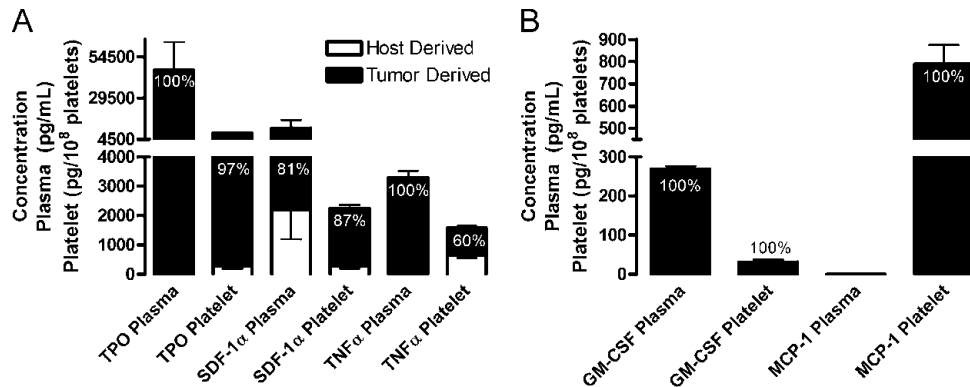 A
Concentration
Plasma (pg/mL)
Platelet (pg/10⁸ platelets)
54500
29500
4500
4000
3000
2000
1000
0
Host Derived
Tumor Derived
100%
97%
81%
87%
100%
60%
TPO Plasma
TPO Platelet
SDF-1α Plasma
SDF-1α Platelet
TNFα Plasma
TNFα Platelet
B
Concentration
Plasma (pg/mL)
Platelet (pg/10⁸ platelets)
900
800
700
600
500
300
200
100
0
100%
100%
100%
GM-CSF Plasma
GM-CSF Platelet
MCP-1 Plasma
MCP-1 Platelet